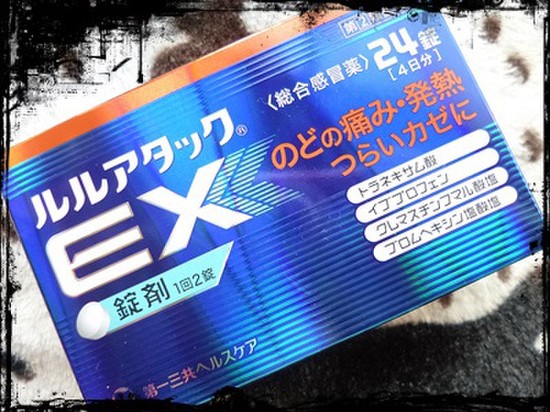 第2
〈総合感冒薬〉24錠
[4日分]
ルルアタック®
EX
のどの痛み・発熱
つらいカゼに
トラネキサム酸
イブプロフェン
クレマスチンフマル酸塩
ブロムヘキシン塩酸塩
錠剤 1回2錠
第一三共ヘルスケア